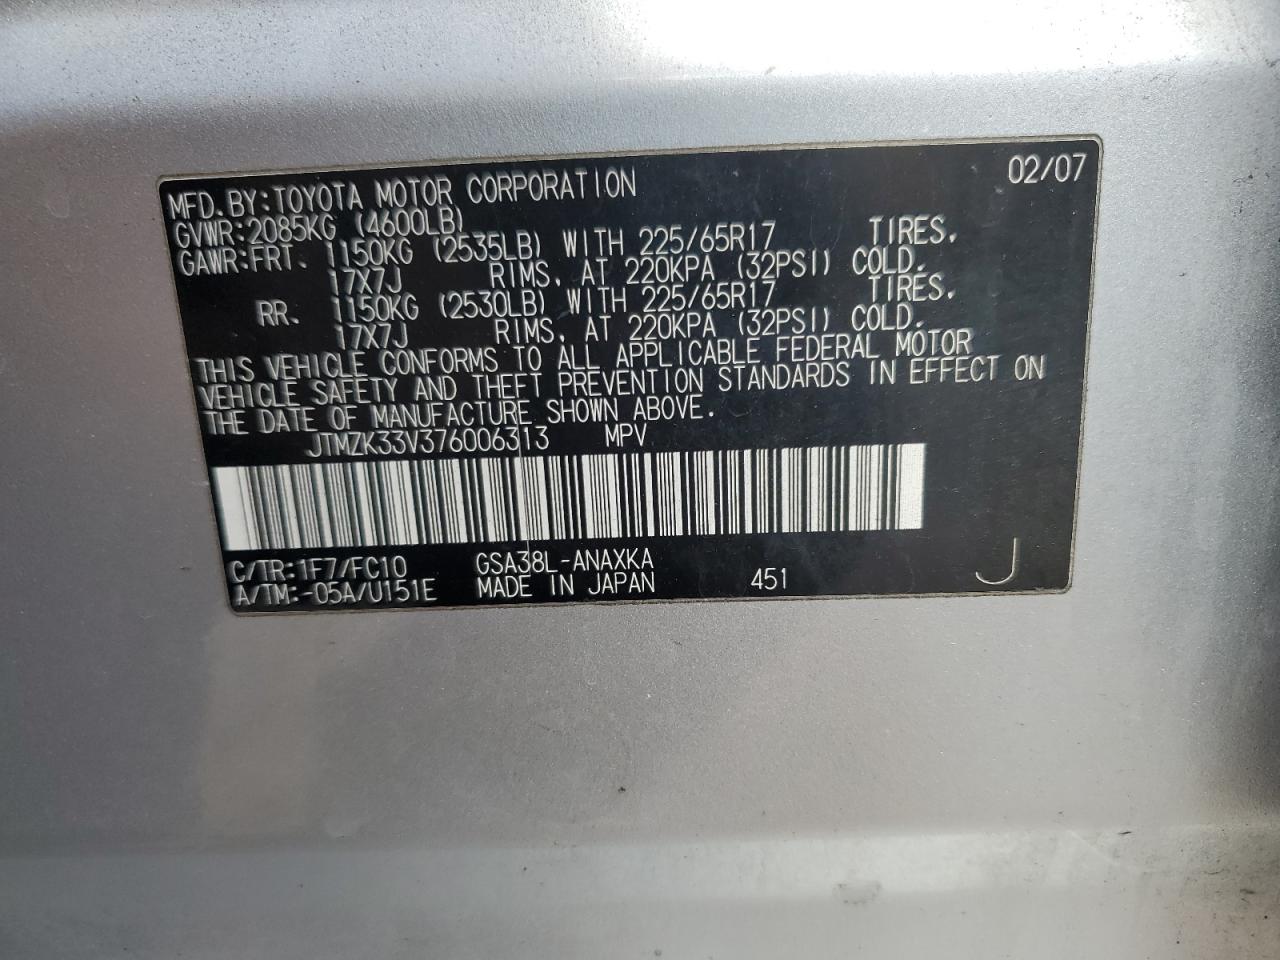 MFD. BY: TOYOTA MOTOR CORPORATION 02/07
GVWR: 2085KG (4600LB)
GAWR: FRT. 1150KG (2535LB) WITH 225/65R17 TIRES,
17X7J RIMS, AT 220KPA (32PSI) COLD.
RR. 1150KG (2530LB) WITH 225/65R17 TIRES,
17X7J RIMS, AT 220KPA (32PSI) COLD.
THIS VEHICLE CONFORMS TO ALL APPLICABLE FEDERAL MOTOR
VEHICLE SAFETY AND THEFT PREVENTION STANDARDS IN EFFECT ON
THE DATE OF MANUFACTURE SHOWN ABOVE.
JTMZK33V376006313 MPV
C/TR: 1F7/FC10 GSA38L-ANAXKA
A/TM: -05A/U151E MADE IN JAPAN 451 J